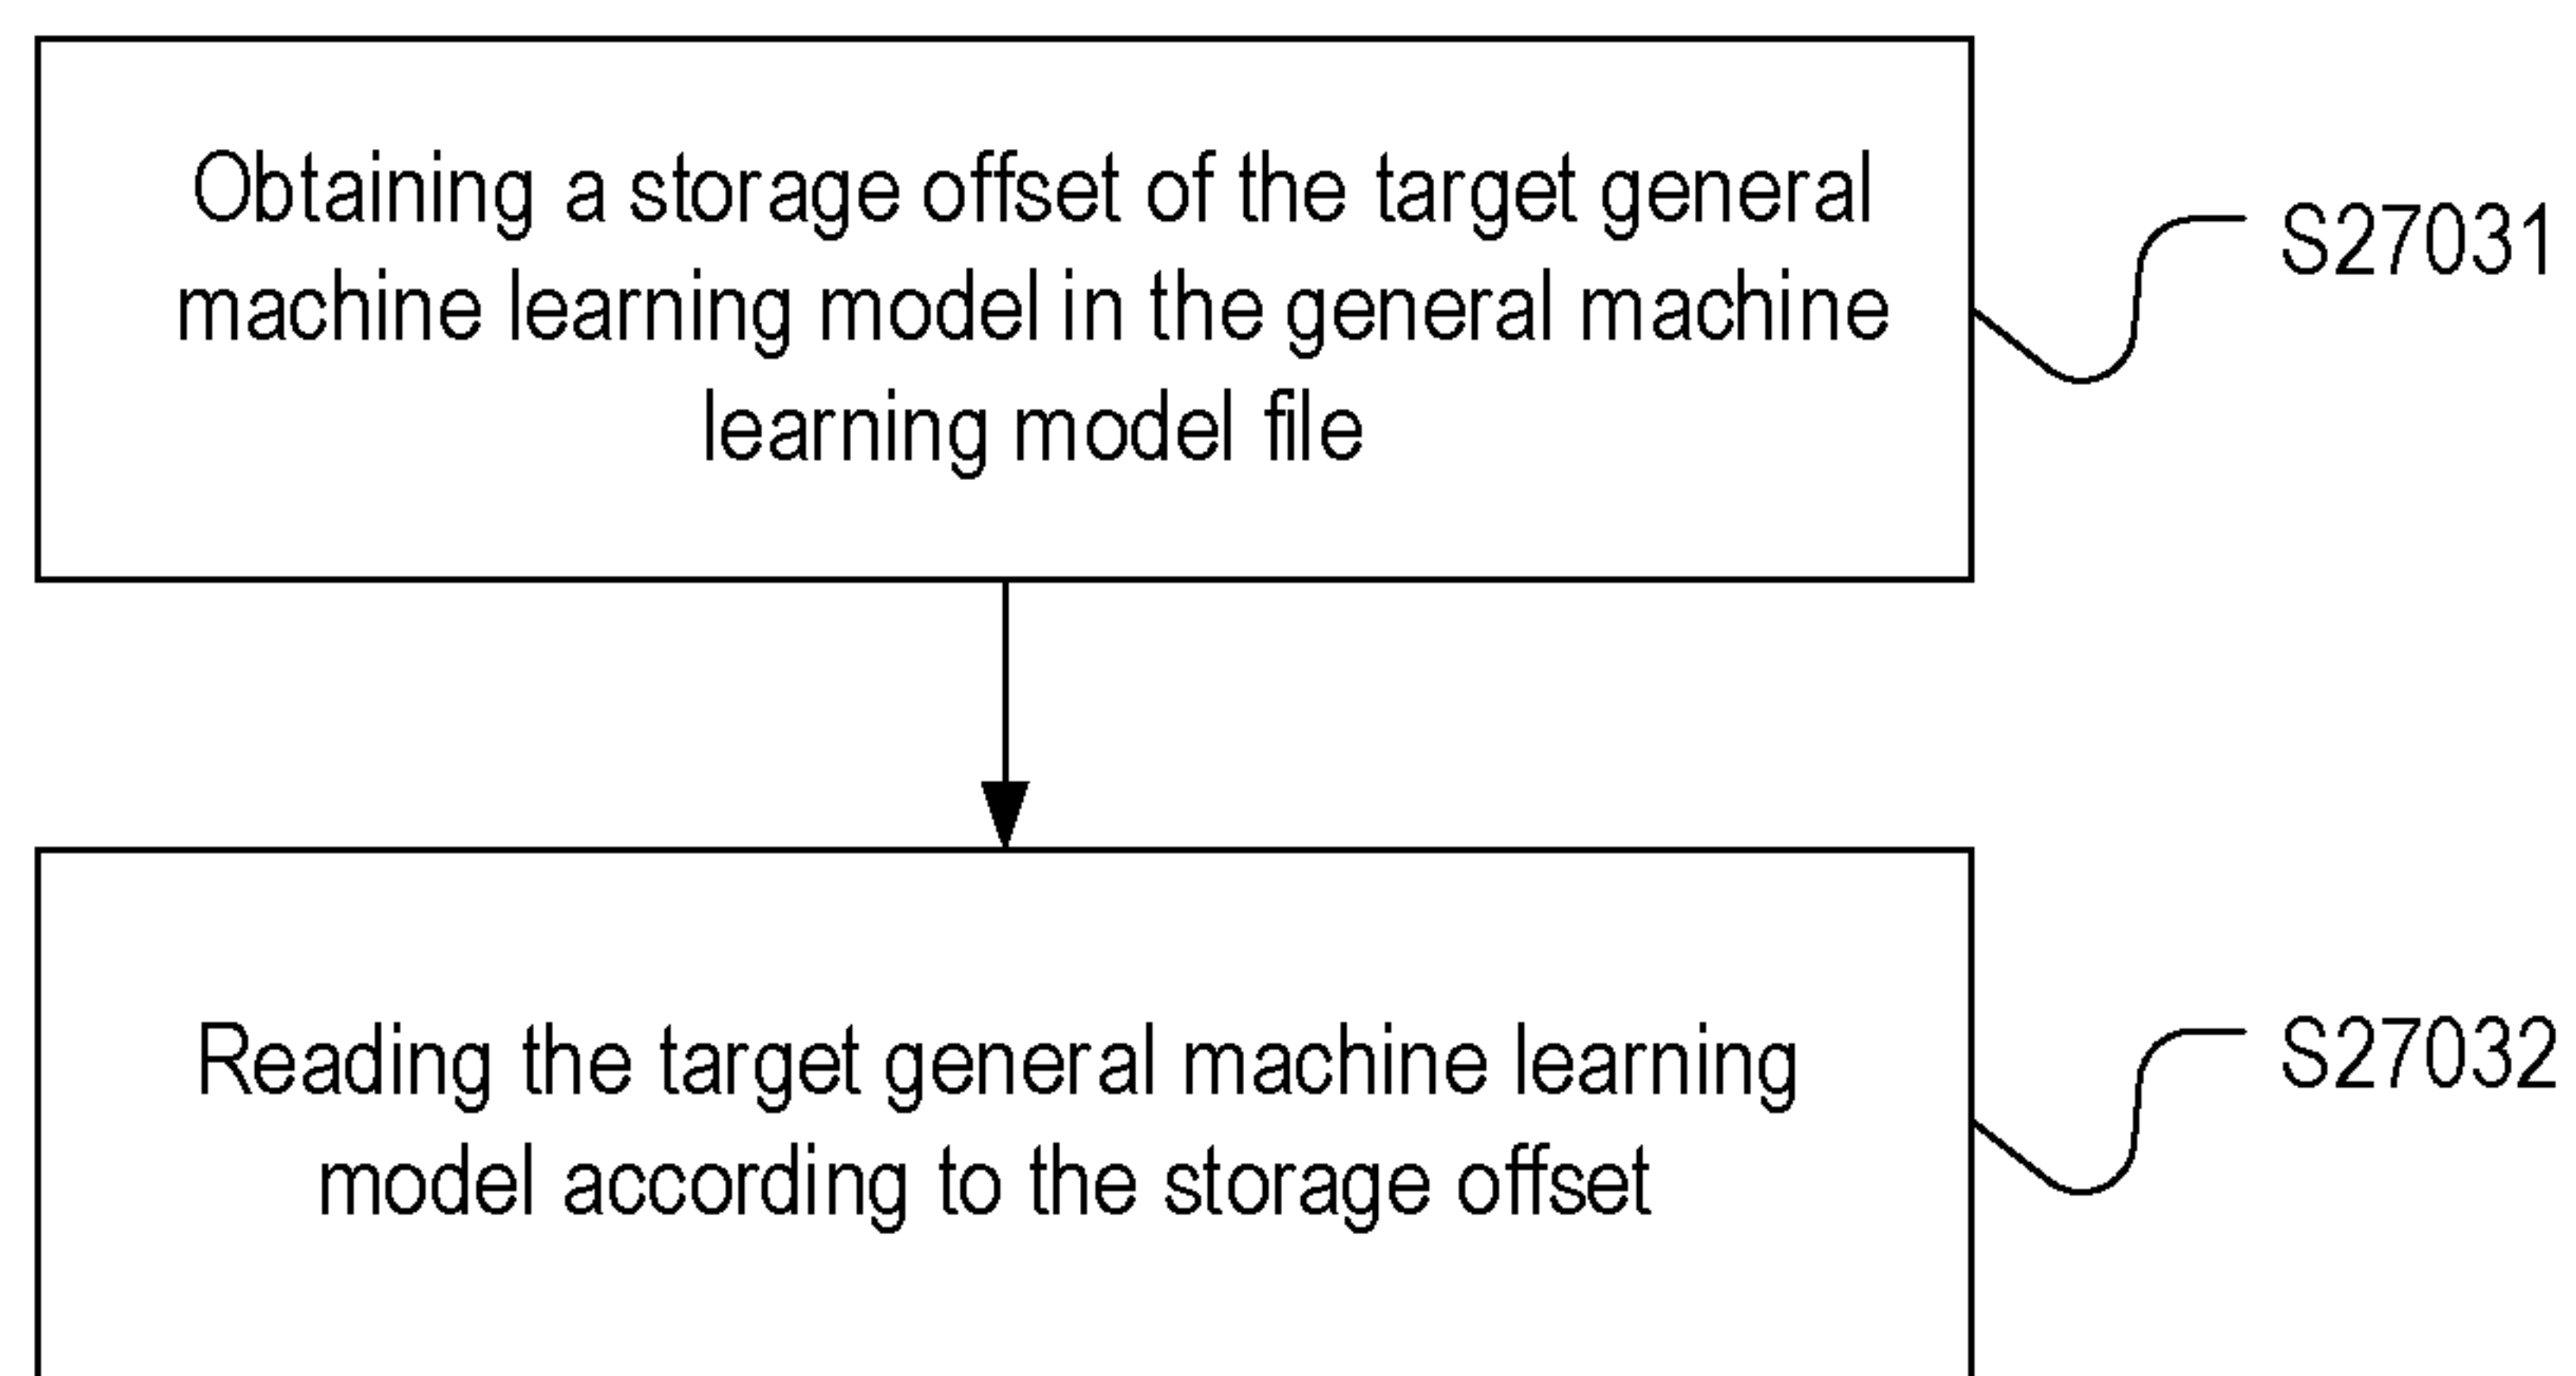 Obtaining a storage offset of the target general
machine learning model in the general machine
learning model file
S27031
Reading the target general machine learning
model according to the storage offset
S27032